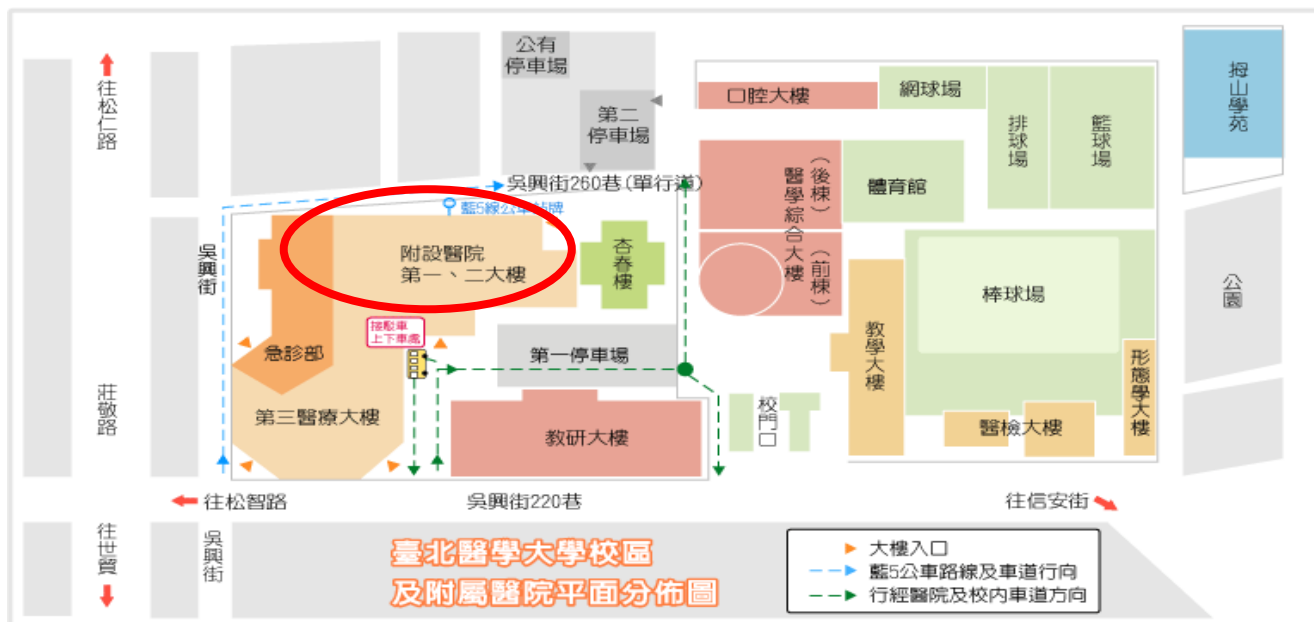 公有
停車場
第二
停車場
口腔大樓
網球場
排球場
籃球場
拇山學苑
往松仁路
吳興街260巷(單行道)
藍5線公車站牌
吳興街
附設醫院
第一、二大樓
杏春樓
醫學綜合大樓
(後棟)
(前棟)
體育館
棒球場
公園
接駁車
上下車處
急診部
第一停車場
教學大樓
形態學大樓
莊敬路
第三醫療大樓
教研大樓
校門口
醫檢大樓
往松智路
吳興街220巷
往信安街
往世貿
吳興街
臺北醫學大學校區
及附屬醫院平面分佈圖
大樓入口
藍5公車路線及車道行向
行經醫院及校內車道方向